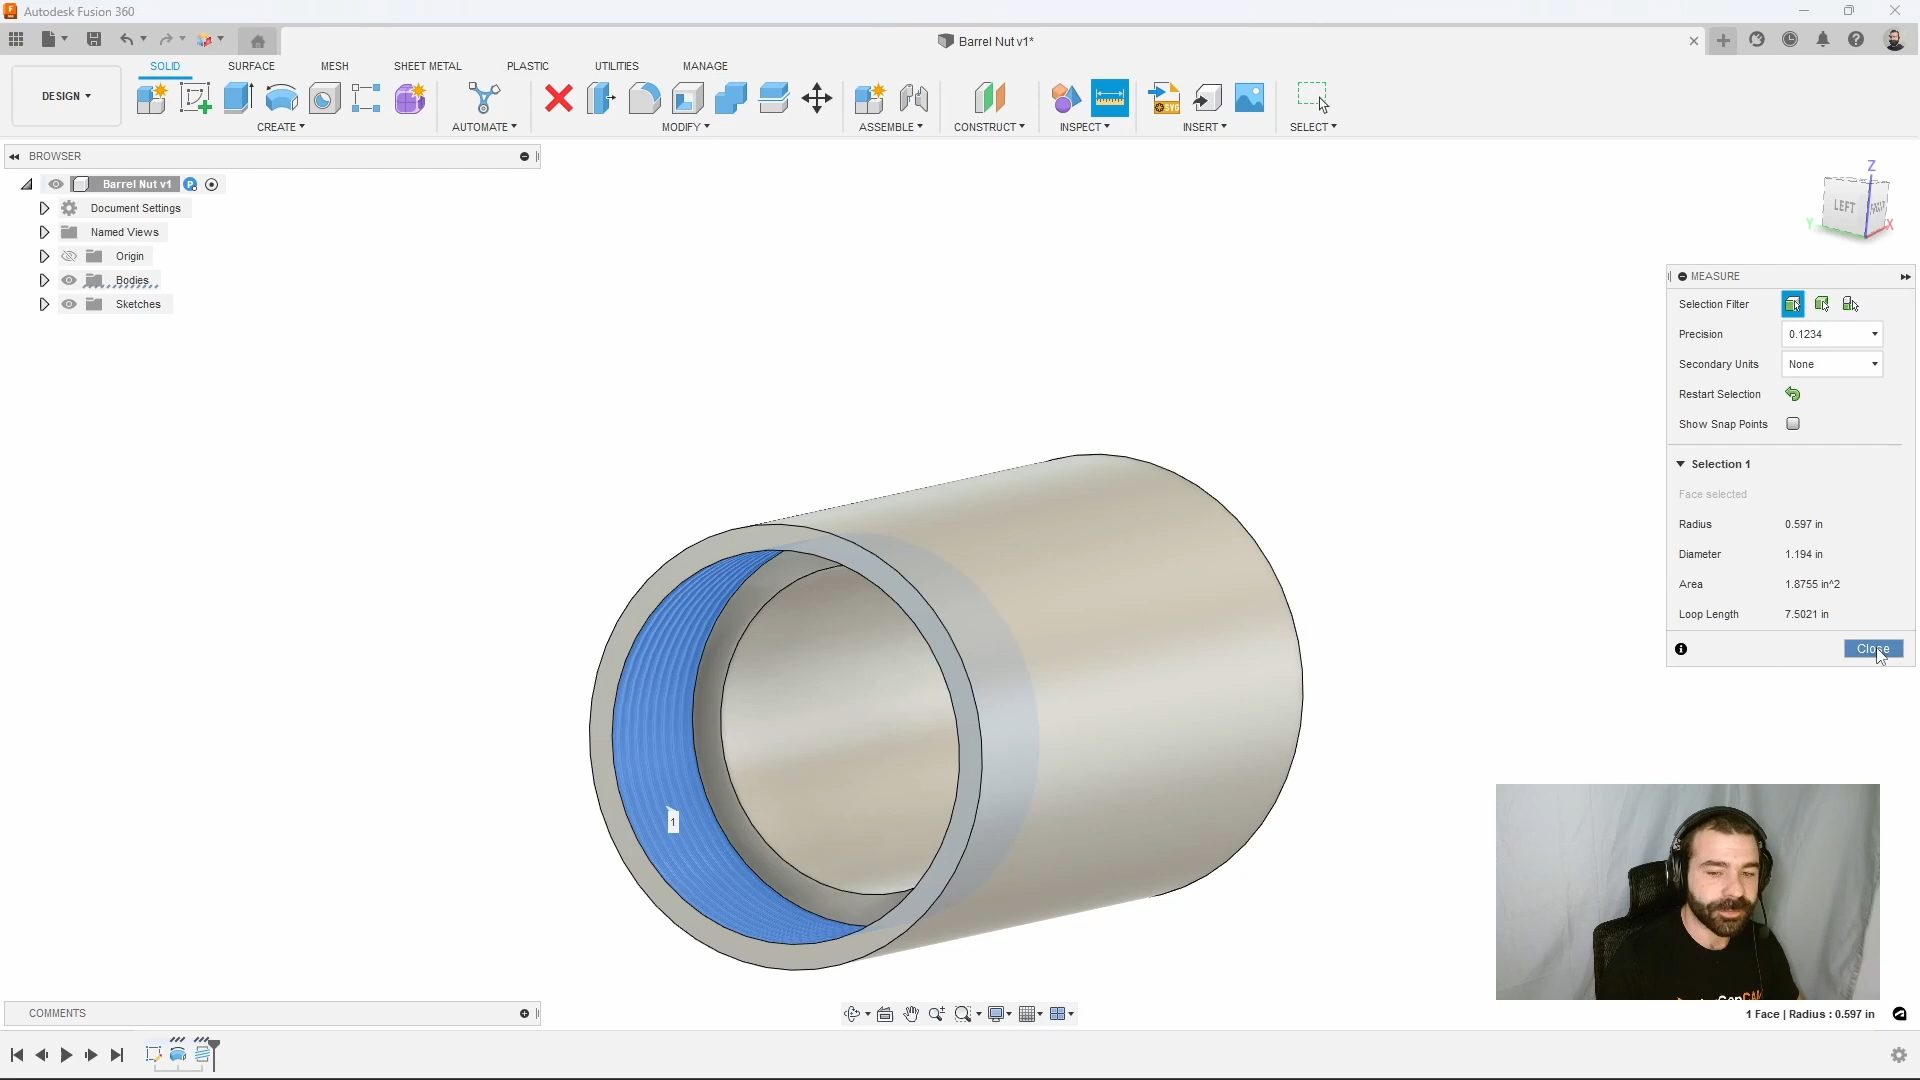 Autodesk Fusion 360
Barrel Nut v1*
DESIGN
SOLID
SURFACE
MESH
SHEET METAL
PLASTIC
UTILITIES
MANAGE
CREATE
AUTOMATE
MODIFY
ASSEMBLE
CONSTRUCT
INSPECT
INSERT
SELECT
SVG
BROWSER
Barrel Nut v1
P
Document Settings
Named Views
Origin
Bodies
Sketches
Z
LEFT
Y
X
MEASURE
Selection Filter
Precision 0.1234
Secondary Units None
Restart Selection
Show Snap Points
Selection 1
Face selected
Radius 0.597 in
Diameter 1.194 in
Area 1.8755 in^2
Loop Length 7.5021 in
Close
1
COMMENTS
1 Face | Radius : 0.597 in